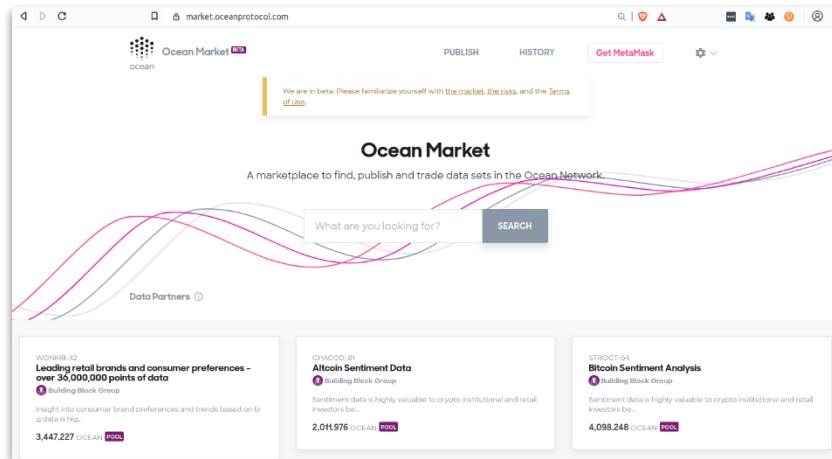 market.oceanprotocol.com
ocean
Ocean Market BETA
PUBLISH
HISTORY
Get MetaMask
We are in beta. Please familiarize yourself with the market, the risks, and the Terms
of Use.
Ocean Market
A marketplace to find, publish and trade data sets in the Ocean Network.
What are you looking for?
SEARCH
Data Partners
WONKRI-42
Leading retail brands and consumer preferences –
over 36,000,000 points of data
Building Block Group
Insight into consumer brand preferences and trends based on bi
g data is hig…
3,447.227 OCEAN POOL
CHACOD-81
Altcoin Sentiment Data
Building Block Group
Sentiment data is highly valuable to crypto institutional and retail
investors be…
2,011.976 OCEAN POOL
STROCT-54
Bitcoin Sentiment Analysis
Building Block Group
Sentiment data is highly valuable to crypto institutional and retail
investors be…
4,098.248 OCEAN POOL